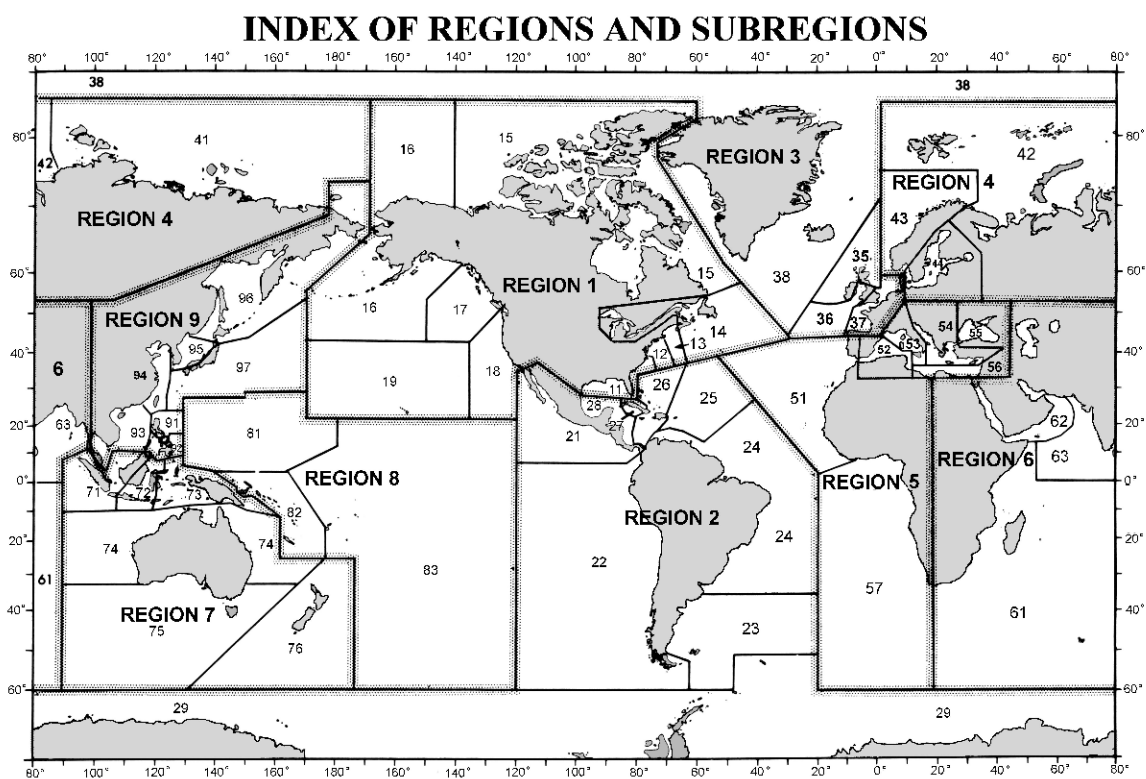 INDEX OF REGIONS AND SUBREGIONS
80° 100° 120° 140° 160° 180° 160° 140° 120° 100° 80° 60° 40° 20° 0° 20° 40° 60° 80°
38 38
80° 41 16 15 80°
42 REGION 3 42
REGION 4 REGION 4
REGION 4 43
35
60° 15 44 60°
96 16 17 REGION 1 38
REGION 9 14 36 37 54 55
40° 95 13 52 53 40°
6 94 97 19 18 12 56
11 26 25 51
20° 63 93 91 81 28 27 62 20°
21 24 63
REGION 8 REGION 6
0° 71 72 73 REGION 5 0°
82 REGION 2
20° 74 74 24 20°
61 83 22 57
REGION 7 61
40° 75 23 40°
76
60° 60°
29 29
80° 100° 120° 140° 160° 180° 160° 140° 120° 100° 80° 60° 40° 20° 0° 20° 40° 60° 80°